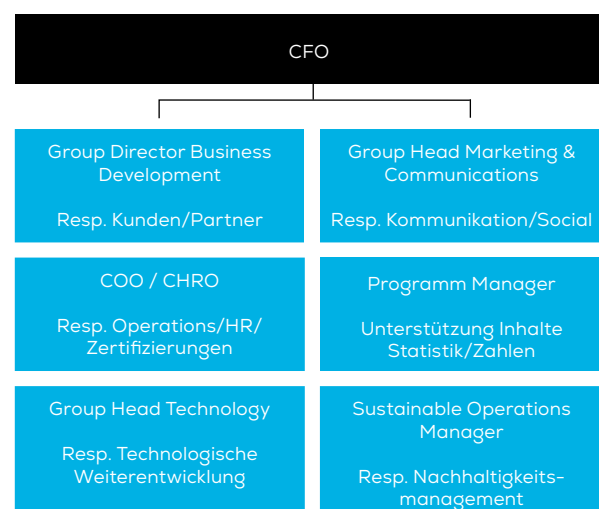 CFO
Group Director Business
Development
Resp. Kunden/Partner
Group Head Marketing &
Communications
Resp. Kommunikation/Social
COO / CHRO
Resp. Operations/HR/
Zertifizierungen
Programm Manager
Unterstützung Inhalte
Statistik/Zahlen
Group Head Technology
Resp. Technologische
Weiterentwicklung
Sustainable Operations
Manager
Resp. Nachhaltigkeits-
management